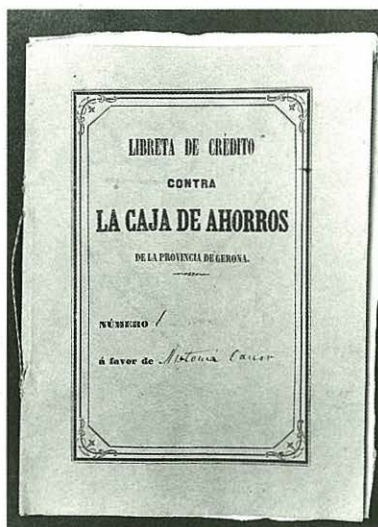 LIBRETA DE CRÉDITO
CONTRA
LA CAJA DE AHORROS
DE LA PROVINCIA DE GERONA.
NÚMERO 1
á favor de Antonia